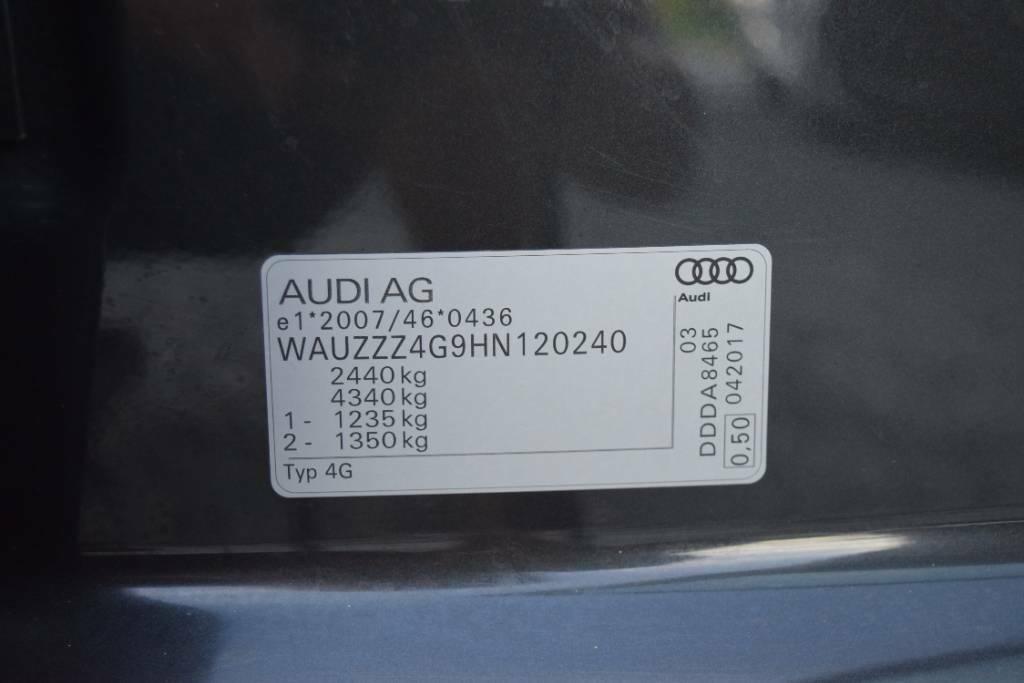 AUDI AG
e1*2007/46*0436
WAUZZZ4G9HN120240
2440 kg
4340 kg
1 - 1235 kg
2 - 1350 kg
Typ 4G
Audi
DDDA8465 03
0,50 042017